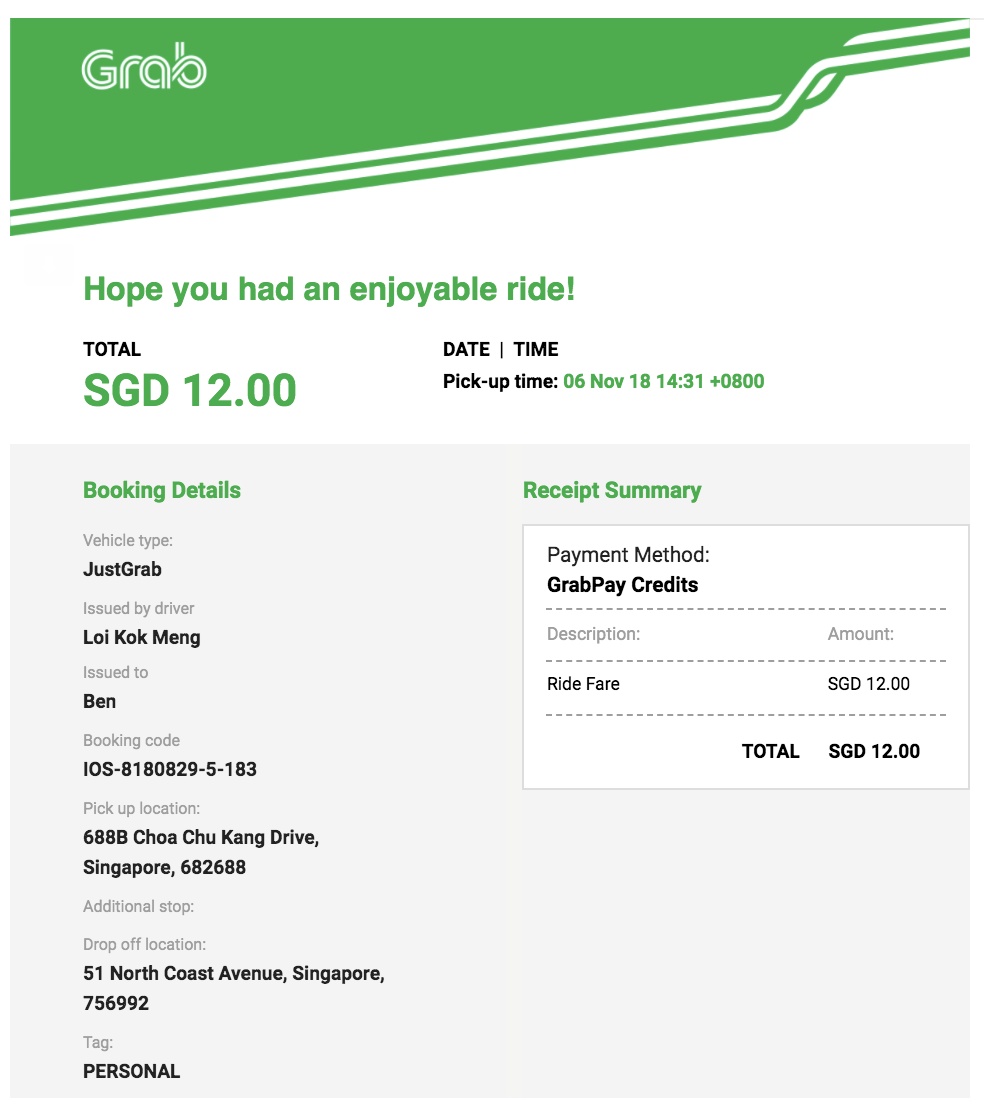 Grab
Hope you had an enjoyable ride!
TOTAL
SGD 12.00
DATE | TIME
Pick-up time: 06 Nov 18 14:31 +0800
Booking Details
Vehicle type:
JustGrab
Issued by driver
Loi Kok Meng
Issued to
Ben
Booking code
IOS-8180829-5-183
Pick up location:
688B Choa Chu Kang Drive,
Singapore, 682688
Additional stop:
Drop off location:
51 North Coast Avenue, Singapore,
756992
Tag:
PERSONAL
Receipt Summary
Payment Method:
GrabPay Credits
Description: Amount:
Ride Fare SGD 12.00
TOTAL SGD 12.00